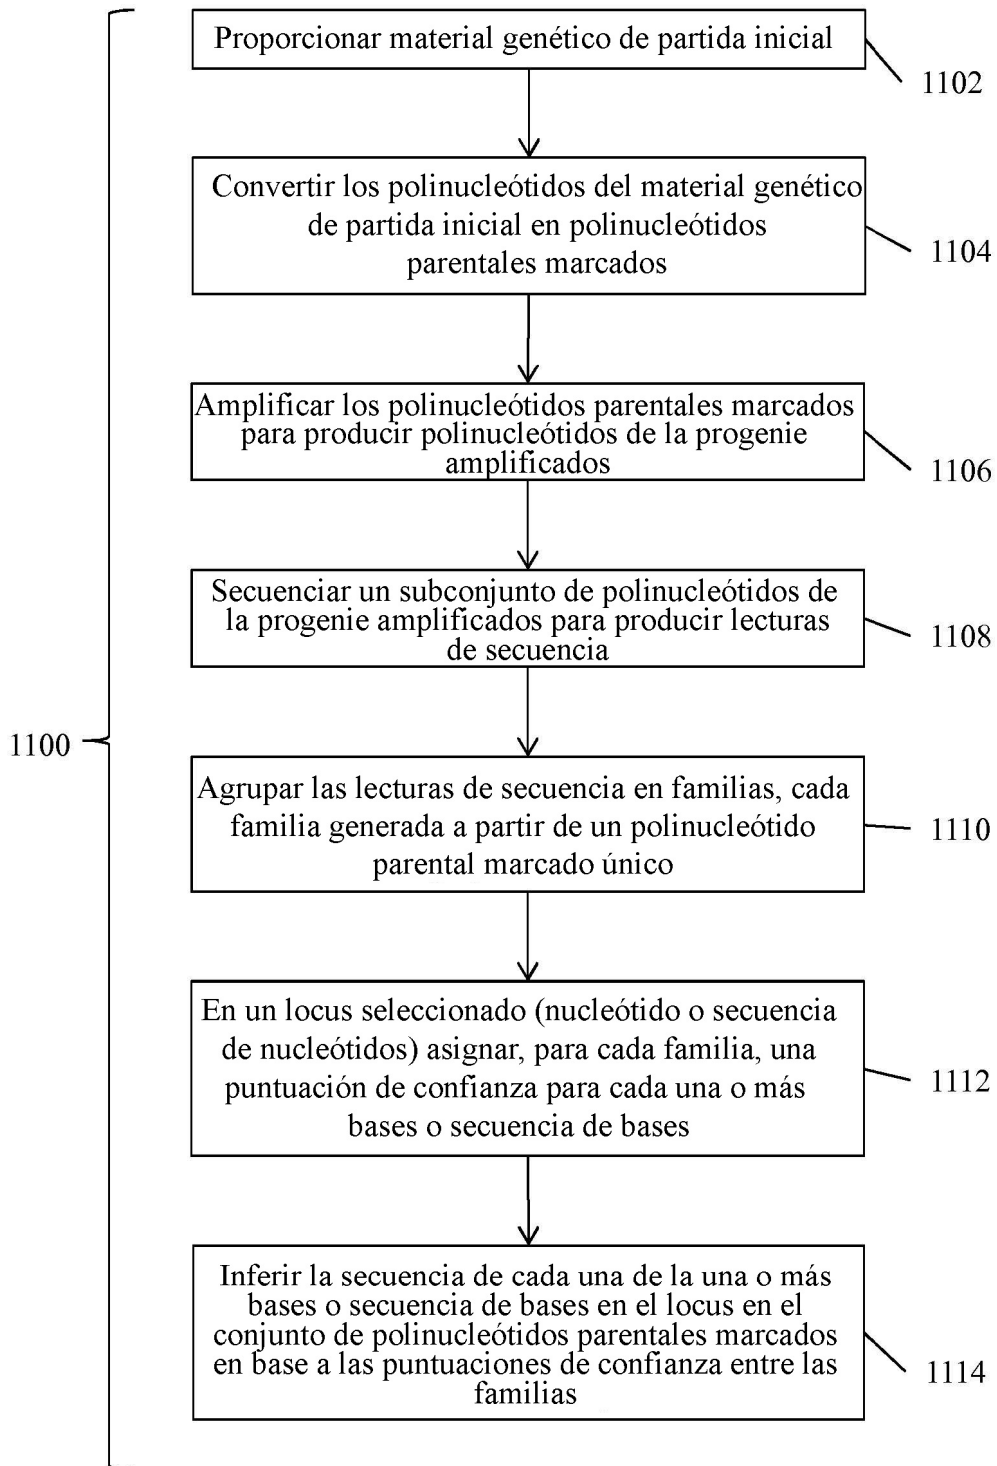 Proporcionar material genético de partida inicial
1102
Convertir los polinucleótidos del material genético
de partida inicial en polinucleótidos
parentales marcados
1104
Amplificar los polinucleótidos parentales marcados
para producir polinucleótidos de la progenie
amplificados
1106
Secuenciar un subconjunto de polinucleótidos de
la progenie amplificados para producir lecturas
de secuencia
1108
1100
Agrupar las lecturas de secuencia en familias, cada
familia generada a partir de un polinucleótido
parental marcado único
1110
En un locus seleccionado (nucleótido o secuencia
de nucleótidos) asignar, para cada familia, una
puntuación de confianza para cada una o más
bases o secuencia de bases
1112
Inferir la secuencia de cada una de la una o más
bases o secuencia de bases en el locus en el
conjunto de polinucleótidos parentales marcados
en base a las puntuaciones de confianza entre las
familias
1114